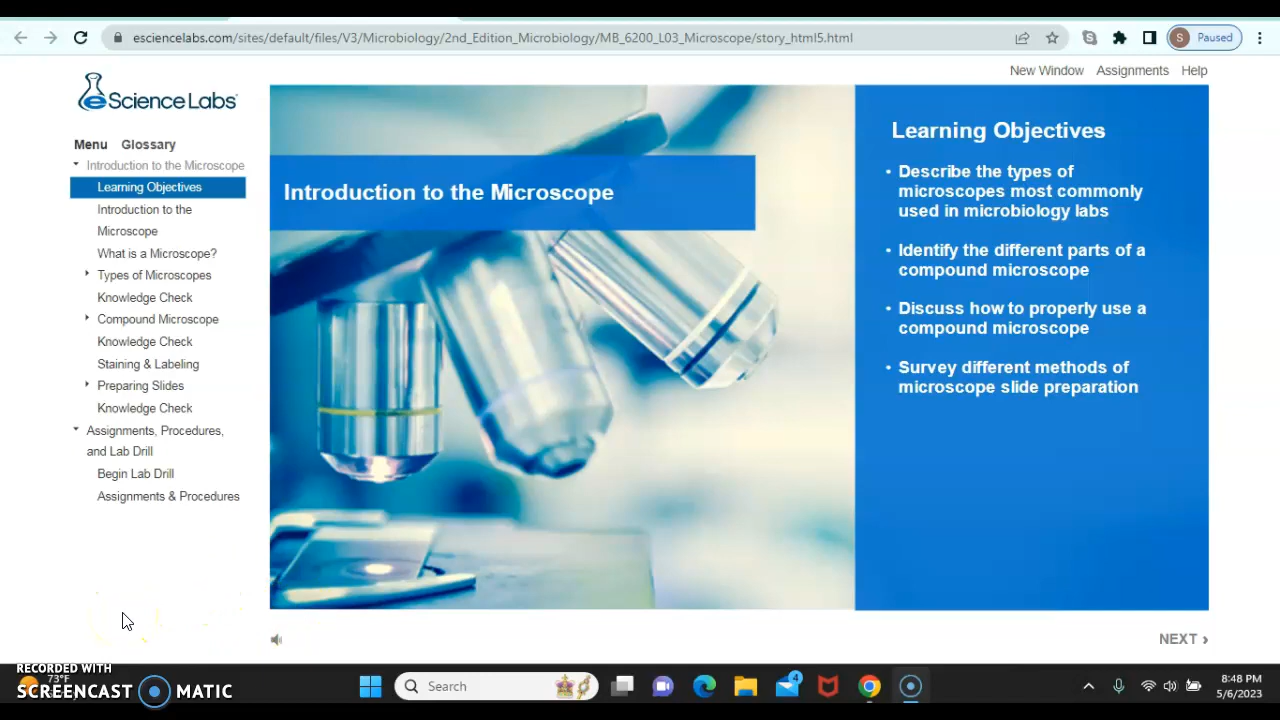 esciencelabs.com/sites/default/files/V3/Microbiology/2nd_Edition_Microbiology/MB_6200_L03_Microscope/story_html5.html
S Paused
New Window Assignments Help
eScienceLabs
Menu Glossary
Introduction to the Microscope
Learning Objectives
Introduction to the
Microscope
What is a Microscope?
Types of Microscopes
Knowledge Check
Compound Microscope
Knowledge Check
Staining & Labeling
Preparing Slides
Knowledge Check
Assignments, Procedures,
and Lab Drill
Begin Lab Drill
Assignments & Procedures
Introduction to the Microscope
Learning Objectives
• Describe the types of
microscopes most commonly
used in microbiology labs
• Identify the different parts of a
compound microscope
• Discuss how to properly use a
compound microscope
• Survey different methods of
microscope slide preparation
NEXT
RECORDED WITH
73°F
SCREENCAST MATIC
Search
4
8:48 PM
5/6/2023